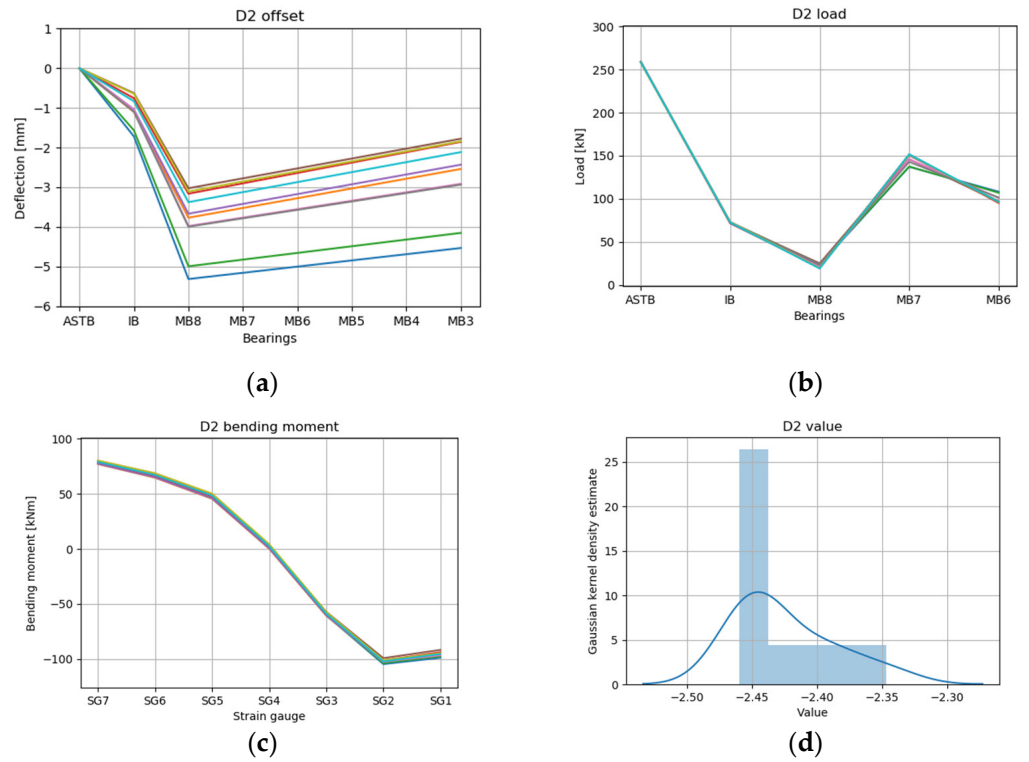 D2 offset
1
0
−1
−2
−3
−4
−5
−6
Deflection [mm]
ASTB IB MB8 MB7 MB6 MB5 MB4 MB3
Bearings
(a)
D2 load
300
250
200
150
100
50
0
Load [kN]
ASTB IB MB8 MB7 MB6
Bearings
(b)
D2 bending moment
100
50
0
−50
−100
Bending moment [kNm]
SG7 SG6 SG5 SG4 SG3 SG2 SG1
Strain gauge
(c)
D2 value
25
20
15
10
5
0
Gaussian kernel density estimate
−2.50 −2.45 −2.40 −2.35 −2.30
Value
(d)